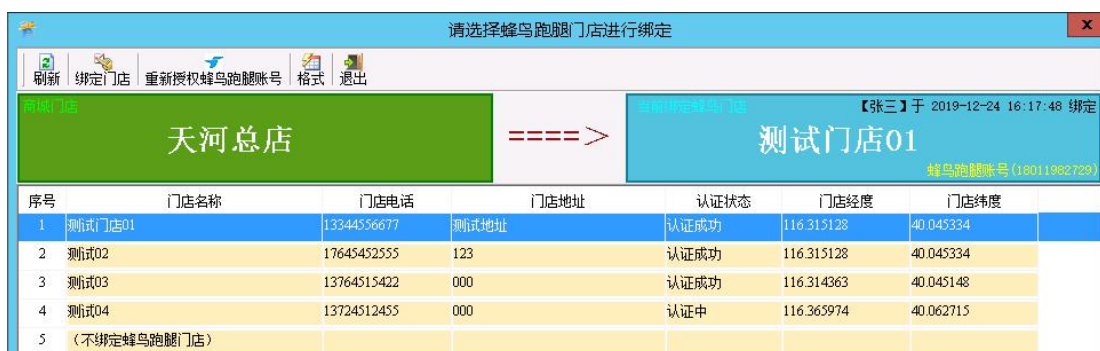 请选择蜂鸟跑腿门店进行绑定
x
刷新 绑定门店 重新授权蜂鸟跑腿账号 格式 退出
商城门店
天河总店
====>
当前绑定蜂鸟门店 【张三】于 2019-12-24 16:17:48 绑定
测试门店01
蜂鸟跑腿账号(18011982729)
序号 门店名称 门店电话 门店地址 认证状态 门店经度 门店纬度
1 测试门店01 13344556677 测试地址 认证成功 116.315128 40.045334
2 测试02 17645452555 123 认证成功 116.315128 40.045334
3 测试03 13764515422 000 认证成功 116.314363 40.045148
4 测试04 13724512455 000 认证中 116.365974 40.062715
5 （不绑定蜂鸟跑腿门店）